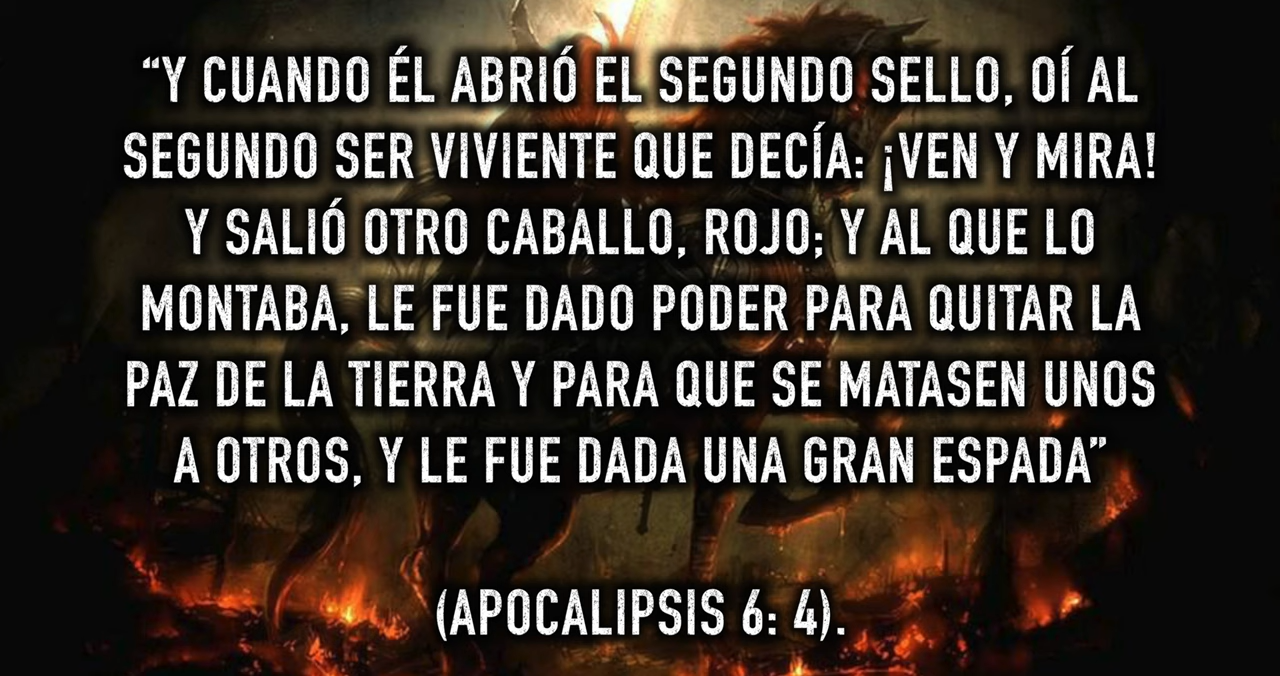 “Y CUANDO ÉL ABRIÓ EL SEGUNDO SELLO, OÍ AL
SEGUNDO SER VIVIENTE QUE DECÍA: ¡VEN Y MIRA!
Y SALIÓ OTRO CABALLO, ROJO; Y AL QUE LO
MONTABA, LE FUE DADO PODER PARA QUITAR LA
PAZ DE LA TIERRA Y PARA QUE SE MATASEN UNOS
A OTROS, Y LE FUE DADA UNA GRAN ESPADA”
(APOCALIPSIS 6: 4).